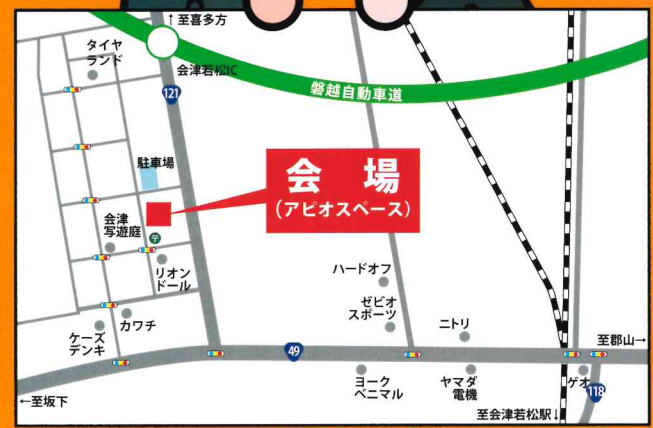 ↑至喜多方
タイヤ
ランド
会津若松IC
磐越自動車道
121
駐車場
会場
(アピオスペース)
会津
写遊庭
〒
リオン
ドール
ハードオフ
ゼビオ
スポーツ
カワチ
ケーズ
デンキ
ニトリ
49
至郡山→
ヨーク
ベニマル
ヤマダ
電機
ゲオ
118
←至坂下
至会津若松駅↓